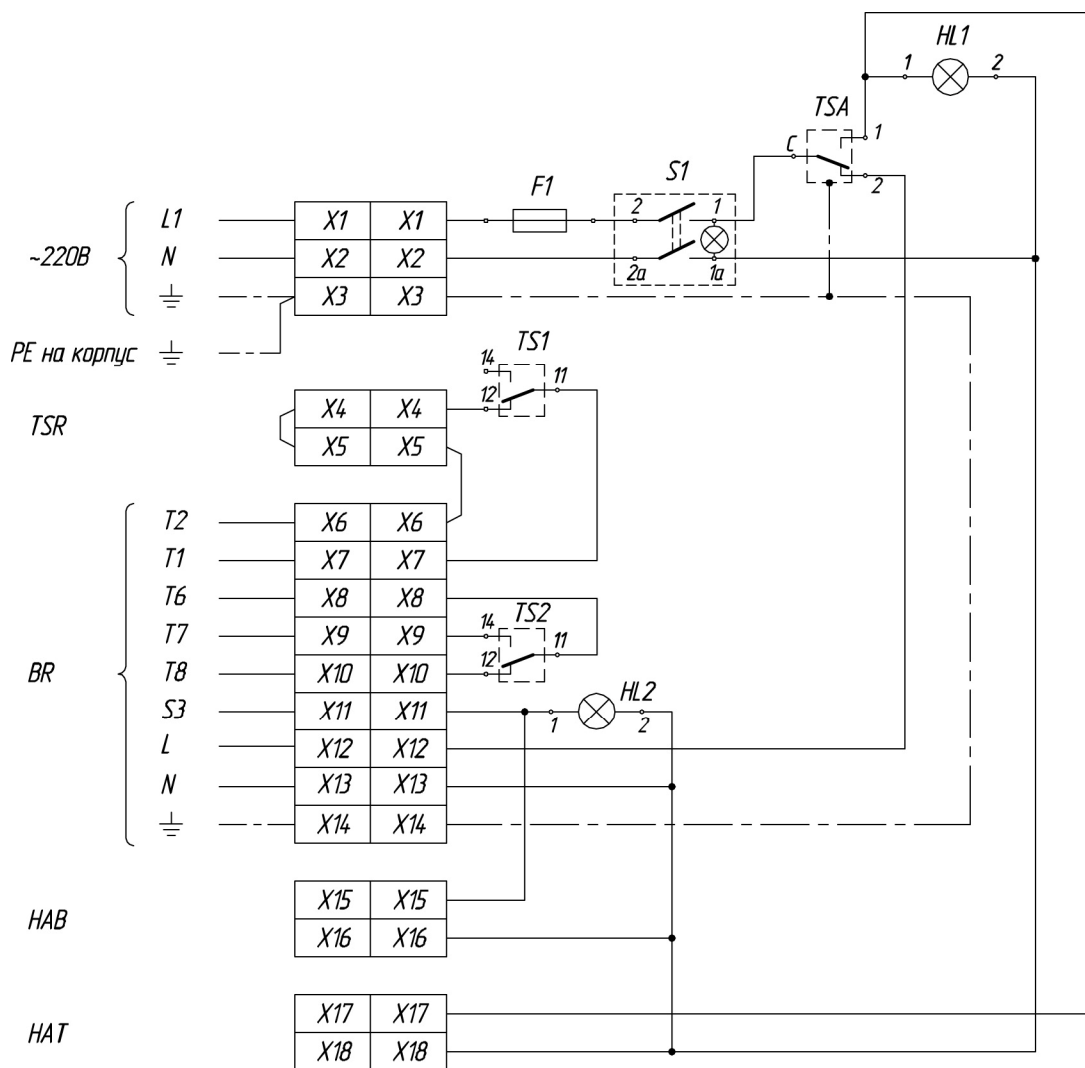 HL1
1 2
TSA
1
C
2
S1
F1
L1 X1 X1 2 1
~220В N X2 X2 2а 1а
X3 X3
PE на корпус
TS1
14
11
12
TSR X4 X4
X5 X5
T2 X6 X6
T1 X7 X7
T6 X8 X8
TS2
T7 X9 X9 14
11
BR T8 X10 X10 12
HL2
S3 X11 X11 1 2
L X12 X12
N X13 X13
X14 X14
HAB X15 X15
X16 X16
HAT X17 X17
X18 X18